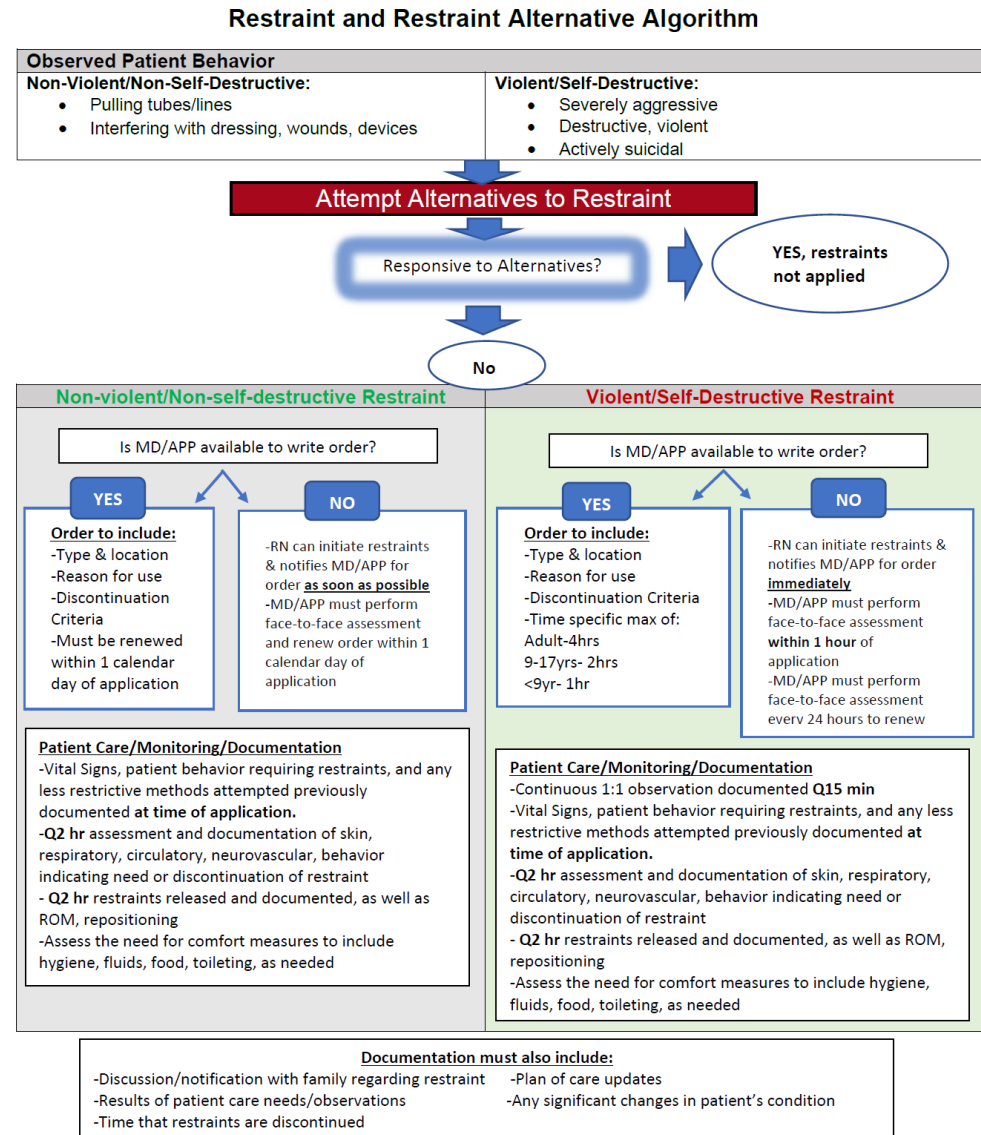 Restraint and Restraint Alternative Algorithm
Observed Patient Behavior
Non-Violent/Non-Self-Destructive:
• Pulling tubes/lines
• Interfering with dressing, wounds, devices
Violent/Self-Destructive:
• Severely aggressive
• Destructive, violent
• Actively suicidal
Attempt Alternatives to Restraint
Responsive to Alternatives?
YES, restraints
not applied
No
Non-violent/Non-self-destructive Restraint
Is MD/APP available to write order?
YES
Order to include:
-Type & location
-Reason for use
-Discontinuation
Criteria
-Must be renewed
within 1 calendar
day of application
NO
-RN can initiate restraints
& notifies MD/APP for
order as soon as possible
-MD/APP must perform
face-to-face assessment
and renew order within 1
calendar day of
application
Patient Care/Monitoring/Documentation
-Vital Signs, patient behavior requiring restraints, and any
less restrictive methods attempted previously
documented at time of application.
-Q2 hr assessment and documentation of skin,
respiratory, circulatory, neurovascular, behavior
indicating need or discontinuation of restraint
- Q2 hr restraints released and documented, as well as
ROM, repositioning
-Assess the need for comfort measures to include
hygiene, fluids, food, toileting, as needed
Violent/Self-Destructive Restraint
Is MD/APP available to write order?
YES
Order to include:
-Type & location
-Reason for use
-Discontinuation Criteria
-Time specific max of:
Adult-4hrs
9-17yrs- 2hrs
<9yr- 1hr
NO
-RN can initiate restraints &
notifies MD/APP for order
immediately
-MD/APP must perform
face-to-face assessment
within 1 hour of
application
-MD/APP must perform
face-to-face assessment
every 24 hours to renew
Patient Care/Monitoring/Documentation
-Continuous 1:1 observation documented Q15 min
-Vital Signs, patient behavior requiring restraints, and any less
restrictive methods attempted previously documented at
time of application.
-Q2 hr assessment and documentation of skin, respiratory,
circulatory, neurovascular, behavior indicating need or
discontinuation of restraint
- Q2 hr restraints released and documented, as well as ROM,
repositioning
-Assess the need for comfort measures to include hygiene,
fluids, food, toileting, as needed
Documentation must also include:
-Discussion/notification with family regarding restraint
-Results of patient care needs/observations
-Time that restraints are discontinued
-Plan of care updates
-Any significant changes in patient's condition